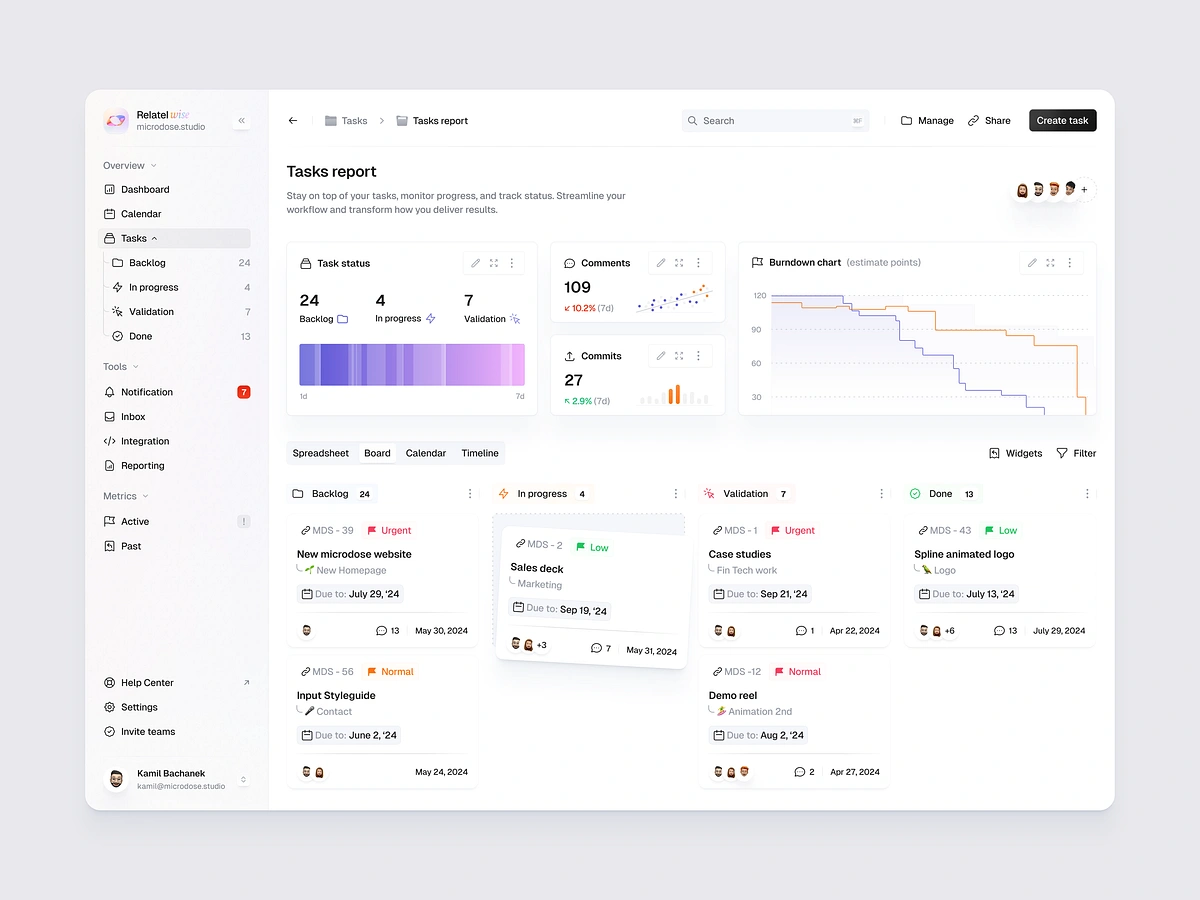 Relatel wise
microdose.studio
Overview
Dashboard
Calendar
Tasks
Backlog 24
In progress 4
Validation 7
Done 13
Tools
Notification 7
Inbox
Integration
Reporting
Metrics
Active !
Past
Help Center
Settings
Invite teams
Kamil Bachanek
kamil@microdose.studio
Tasks
Tasks report
Search ⌘F
Manage
Share
Create task
Tasks report
Stay on top of your tasks, monitor progress, and track status. Streamline your
workflow and transform how you deliver results.
+
Task status
24 4 7
Backlog In progress Validation
1d 7d
Comments
109
10.2% (7d)
Commits
27
2.9% (7d)
Burndown chart (estimate points)
120
90
60
30
Spreadsheet Board Calendar Timeline
Widgets Filter
Backlog 24
MDS - 39 Urgent
New microdose website
New Homepage
Due to: July 29, ‘24
13 May 30, 2024
MDS - 56 Normal
Input Styleguide
Contact
Due to: June 2, ‘24
May 24, 2024
In progress 4
MDS - 2 Low
Sales deck
Marketing
Due to: Sep 19, ‘24
+3 7 May 31, 2024
Validation 7
MDS - 1 Urgent
Case studies
Fin Tech work
Due to: Sep 21, ‘24
1 Apr 22, 2024
MDS -12 Normal
Demo reel
Animation 2nd
Due to: Aug 2, ‘24
2 Apr 27, 2024
Done 13
MDS - 43 Low
Spline animated logo
Logo
Due to: July 13, ‘24
+6 13 July 29, 2024